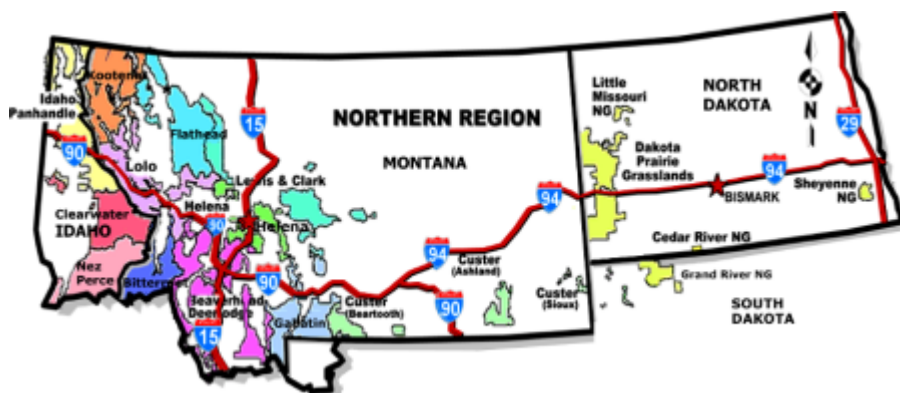 Kootenai
Idaho
Panhandle
90
Lolo
Flathead
15
NORTHERN REGION
MONTANA
Lewis & Clark
Helena
Helena
90
Clearwater
IDAHO
Nez
Perce
Bitterroot
Beaverhead
Deerlodge
15
90
Gallatin
Custer
(Beartooth)
94
Custer
(Ashland)
90
94
Custer
(Sioux)
Little
Missouri
NG
NORTH
DAKOTA
N
29
Dakota
Prairie
Grasslands
94
BISMARK
Sheyenne
NG
Cedar River NG
Grand River NG
SOUTH
DAKOTA